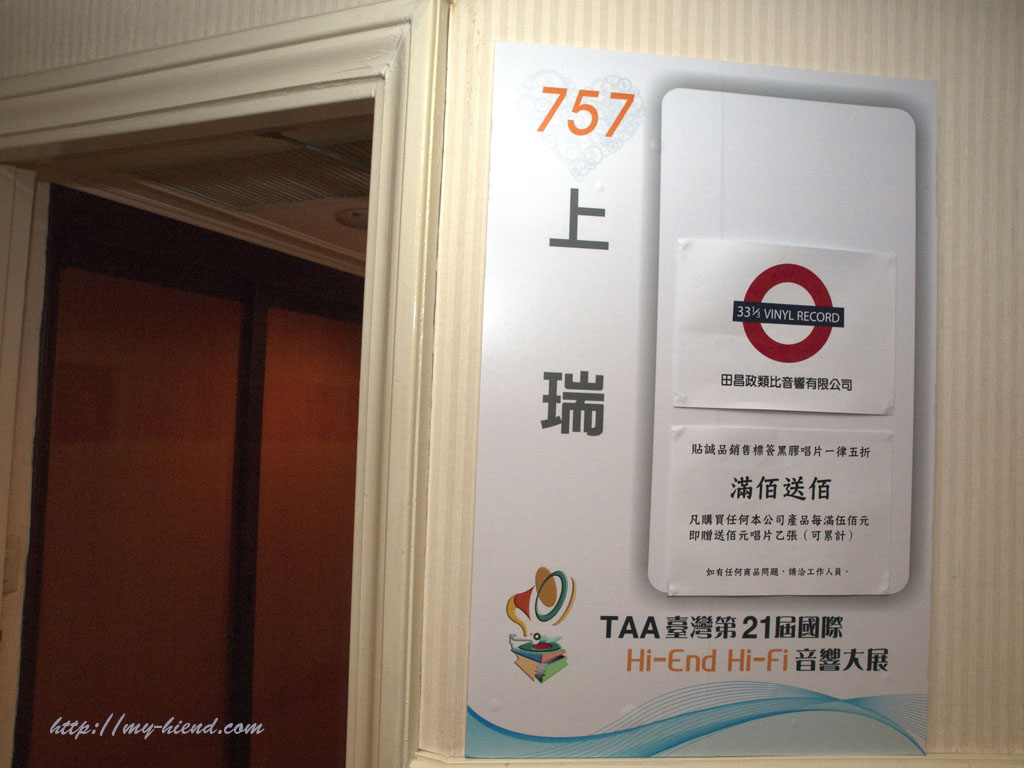 757
上
瑞
33⅓ VINYL RECORD
田昌政類比音響有限公司
貼誠品銷售標簽黑膠唱片一律五折
滿佰送佰
凡購買任何本公司產品每滿伍佰元
即贈送佰元唱片乙張（可累計）
如有任何商品問題，請洽工作人員。
TAA臺灣第21屆國際
Hi-End Hi-Fi 音響大展
http://my-hiend.com